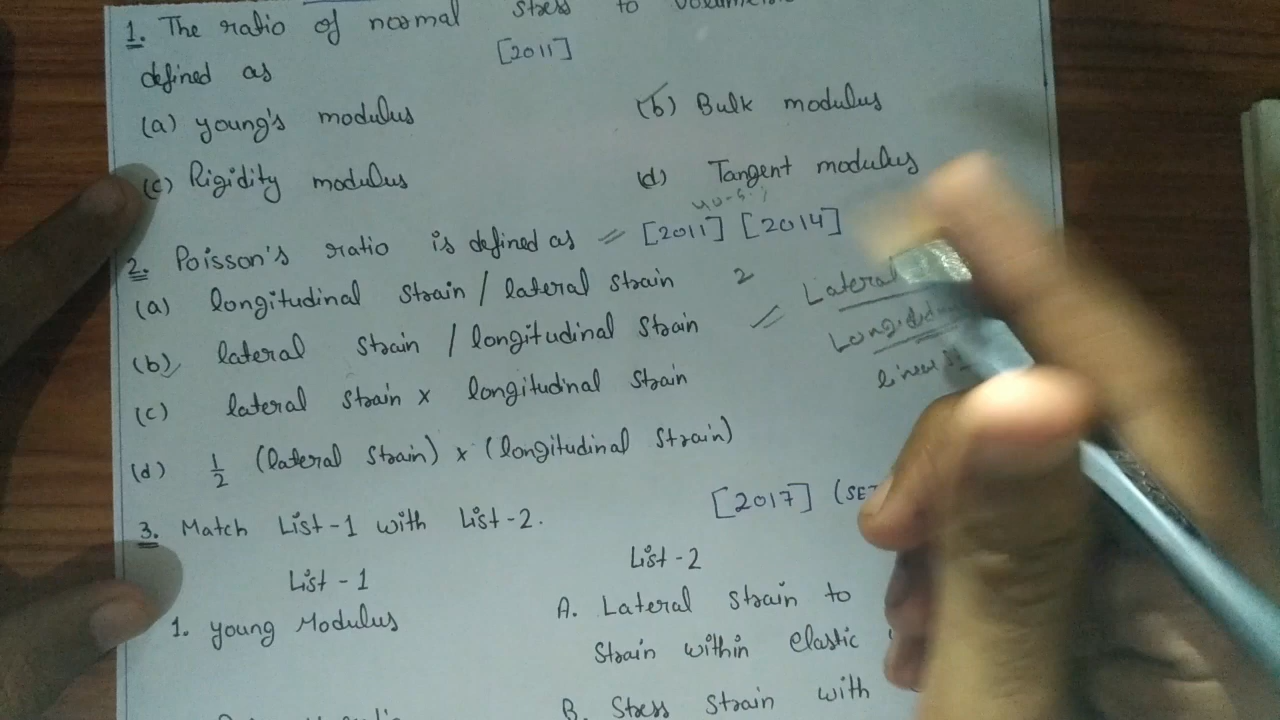 1. The ratio of normal stress to
[2011]
defined as
(a) young's modulus (b) Bulk modulus
(c) Rigidity modulus (d) Tangent modulus
2. Poisson's ratio is defined as = [2011] [2014]
(a) longitudinal strain / lateral strain
(b) lateral strain / longitudinal strain
(c) lateral strain x longitudinal strain
(d) 1/2 (lateral strain) x (longitudinal strain)
Lateral
linear
3. Match List-1 with List-2. [2017]
List-1 List-2
1. young Modulus A. Lateral strain to
strain within elastic
B. Stess strain with